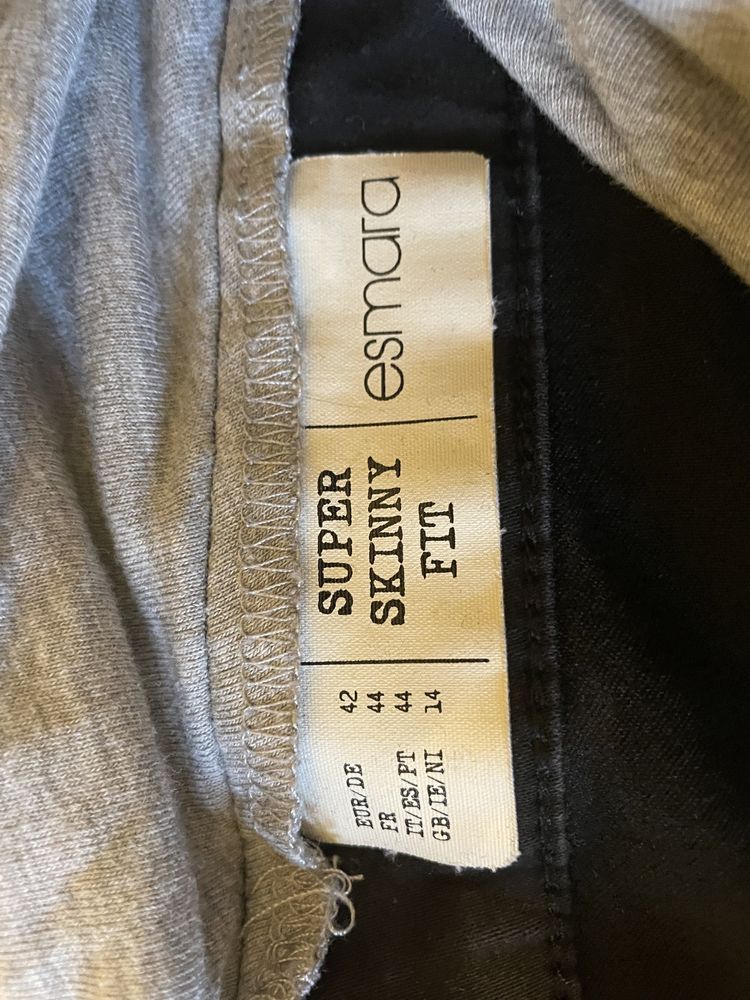 esmara
SUPER
SKINNY
FIT
EUR/DE 42
FR 44
IT/ES/PT 44
GB/IE/NI 14